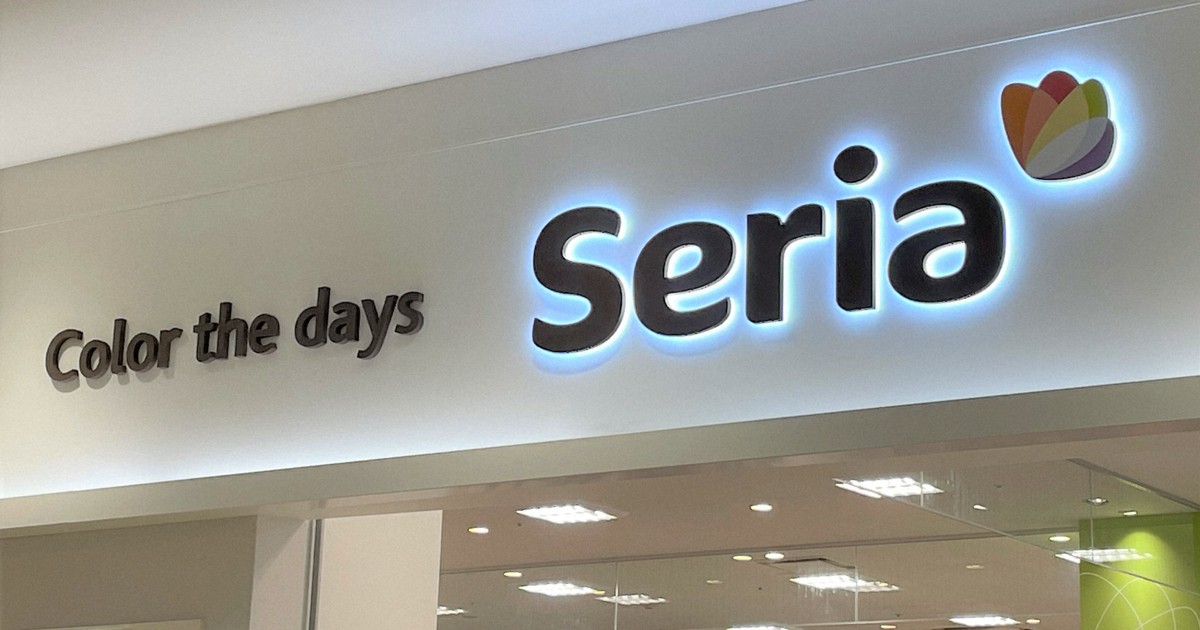 Color the days
Seria